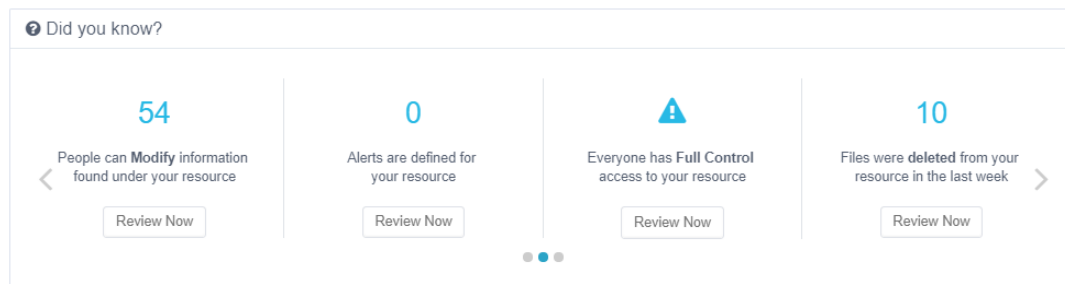 Did you know?
54
People can Modify information
found under your resource
Review Now
0
Alerts are defined for
your resource
Review Now
Everyone has Full Control
access to your resource
Review Now
10
Files were deleted from your
resource in the last week
Review Now